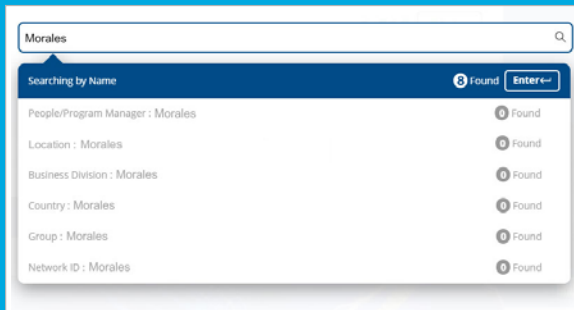 Morales
Searching by Name 8 Found Enter↵
People/Program Manager : Morales 0 Found
Location : Morales 0 Found
Business Division : Morales 0 Found
Country : Morales 0 Found
Group : Morales 0 Found
Network ID : Morales 0 Found